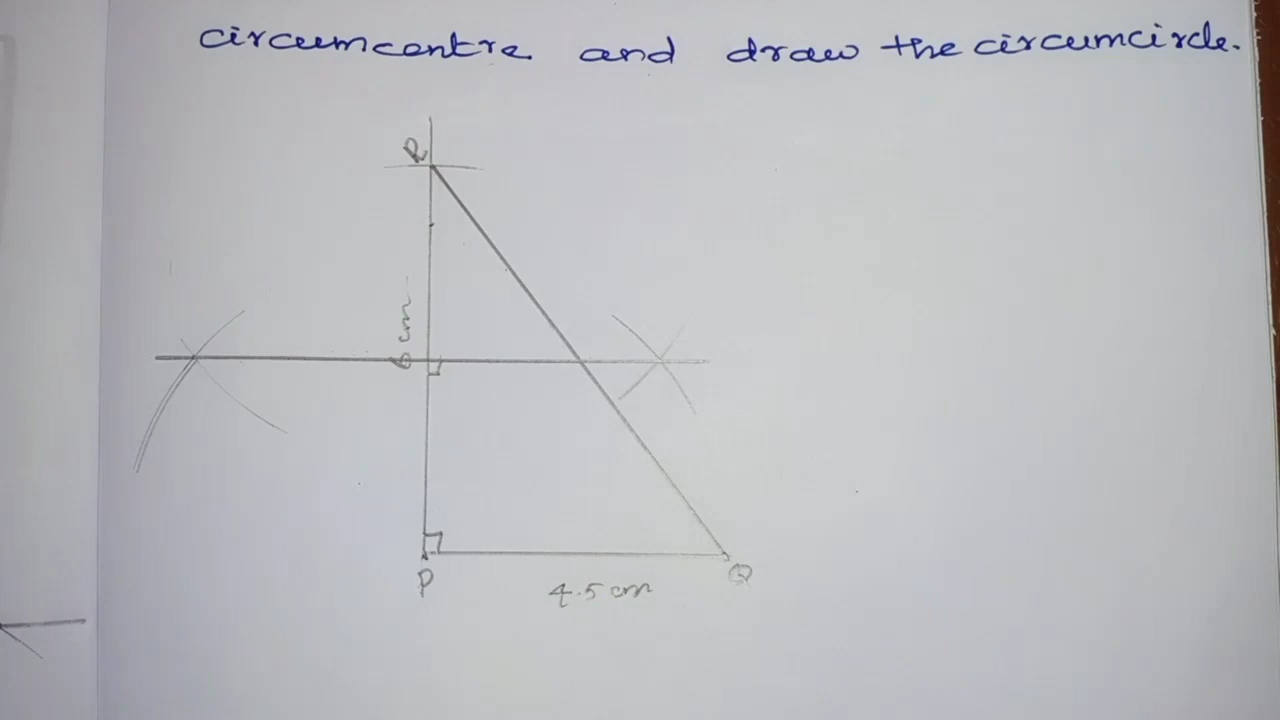 circumcentre and draw the circumcircle.
R
6 cm
P
Q
4.5 cm